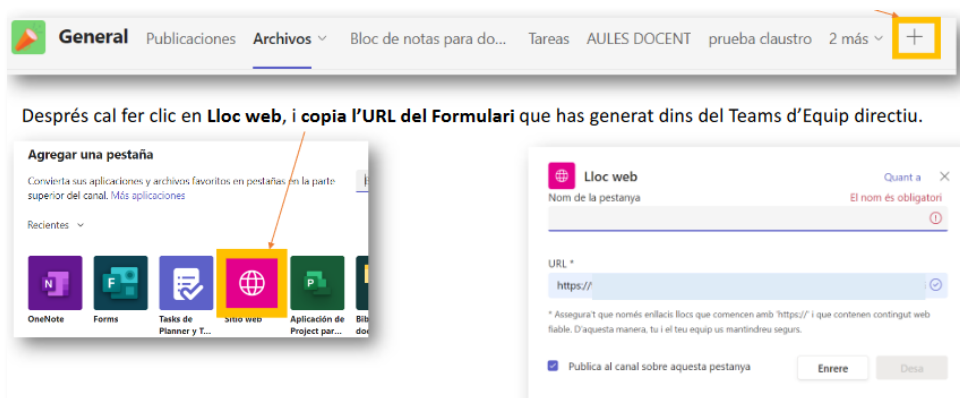 General Publicaciones Archivos Bloc de notas para do... Tareas AULES DOCENT prueba claustro 2 más +
Després cal fer clic en Lloc web, i copia l'URL del Formulari que has generat dins del Teams d'Equip directiu.
Agregar una pestaña
Convierta sus aplicaciones y archivos favoritos en pestañas en la parte
superior del canal. Más aplicaciones
Recientes
OneNote
Forms
Tasks de
Planner y T...
Sitio web
Aplicación de
Project par...
Lloc web
Quant a
Nom de la pestanya
El nom és obligatori
URL *
https://
* Assegura't que només enllacis llocs que comencen amb 'https://' i que contenen contingut web
fiable. D'aquesta manera, tu i el teu equip us mantindreu segurs.
Publica al canal sobre aquesta pestanya
Enrere
Desa